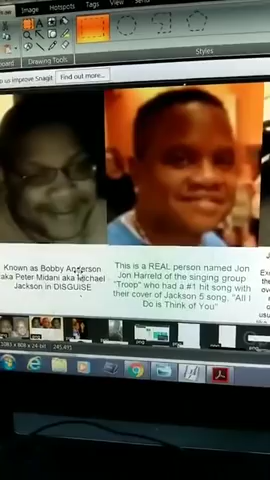 Image Hotspots Tags View
Styles
Drawing Tools
us improve Snagit Find out more...
Known as Bobby Anderson
aka Peter Midani aka Michael
Jackson in DISGUISE
This is a REAL person named Jon
Jon Harreld of the singing group
"Troop" who had a #1 hit song with
their cover of Jackson 5 song, "All I
Do is Think of You"
png